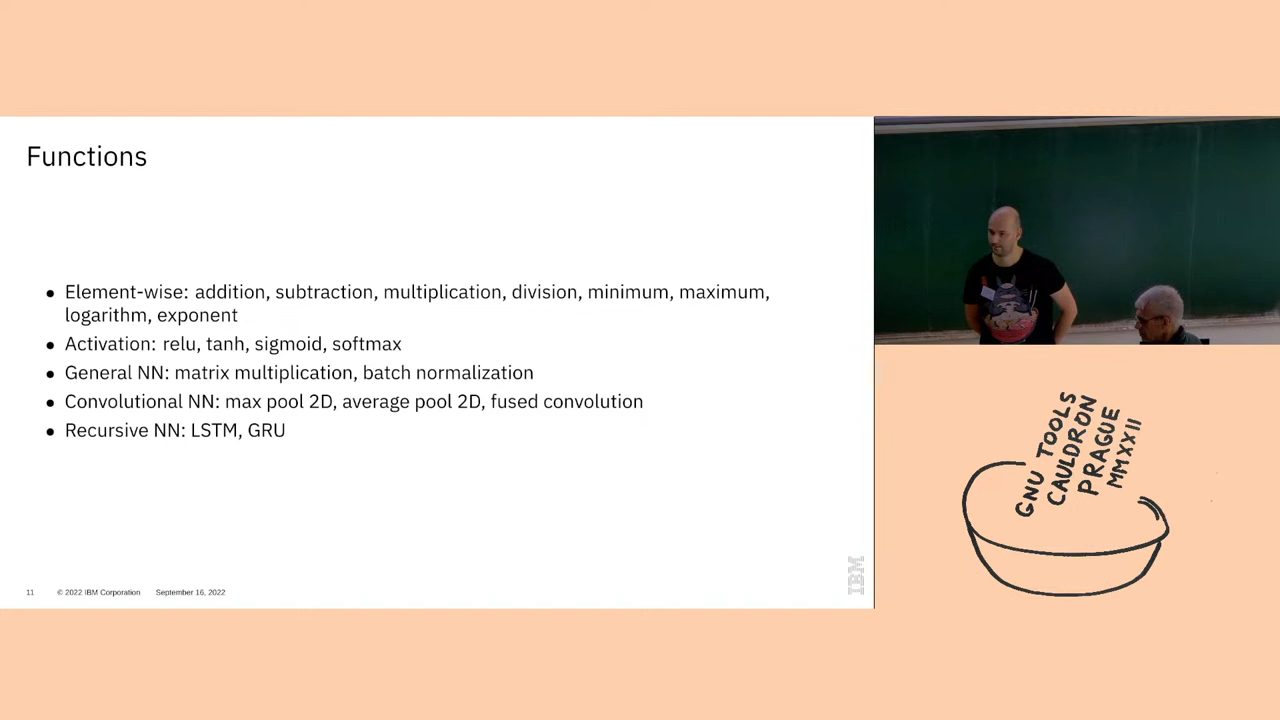 Functions
● Element-wise: addition, subtraction, multiplication, division, minimum, maximum,
logarithm, exponent
● Activation: relu, tanh, sigmoid, softmax
● General NN: matrix multiplication, batch normalization
● Convolutional NN: max pool 2D, average pool 2D, fused convolution
● Recursive NN: LSTM, GRU
11 © 2022 IBM Corporation September 16, 2022
IBM
GNU TOOLS
CAULDRON
PRAGUE
MMXXII